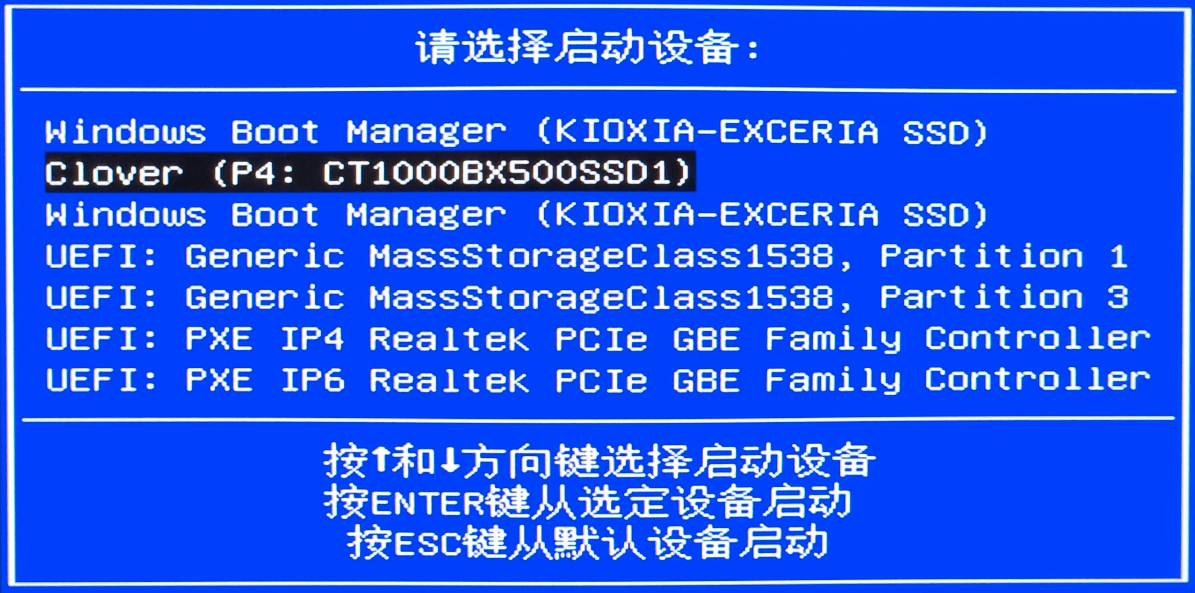 请选择启动设备:
Windows Boot Manager (KIOXIA-EXCERIA SSD)
Clover (P4: CT1000BX500SSD1)
Windows Boot Manager (KIOXIA-EXCERIA SSD)
UEFI: Generic MassStorageClass1538, Partition 1
UEFI: Generic MassStorageClass1538, Partition 3
UEFI: PXE IP4 Realtek PCIe GBE Family Controller
UEFI: PXE IP6 Realtek PCIe GBE Family Controller
按↑和↓方向键选择启动设备
按ENTER键从选定设备启动
按ESC键从默认设备启动